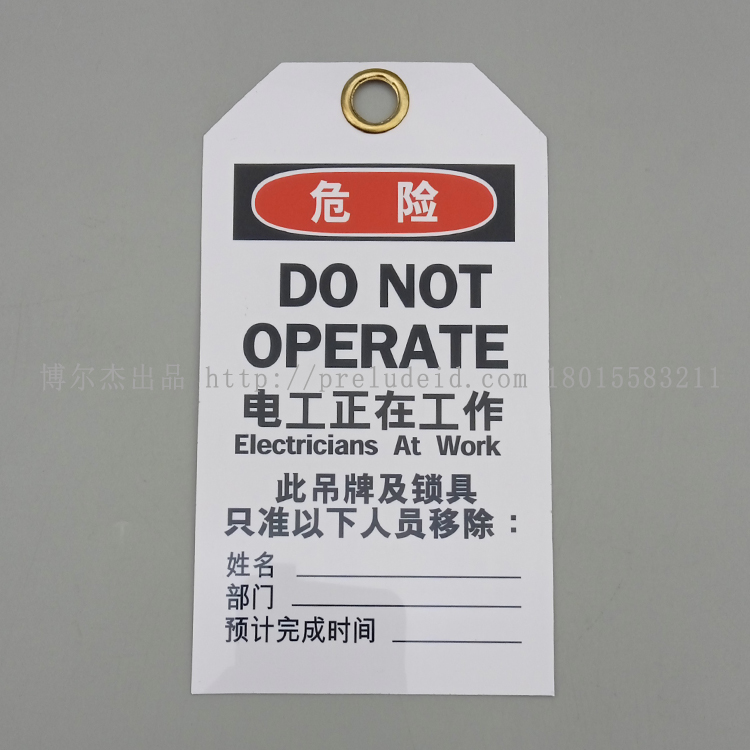 危险
DO NOT
OPERATE
博尔杰出品 http://preludeid.com 18015583211
电工正在工作
Electricians At Work
此吊牌及锁具
只准以下人员移除：
姓名
部门
预计完成时间